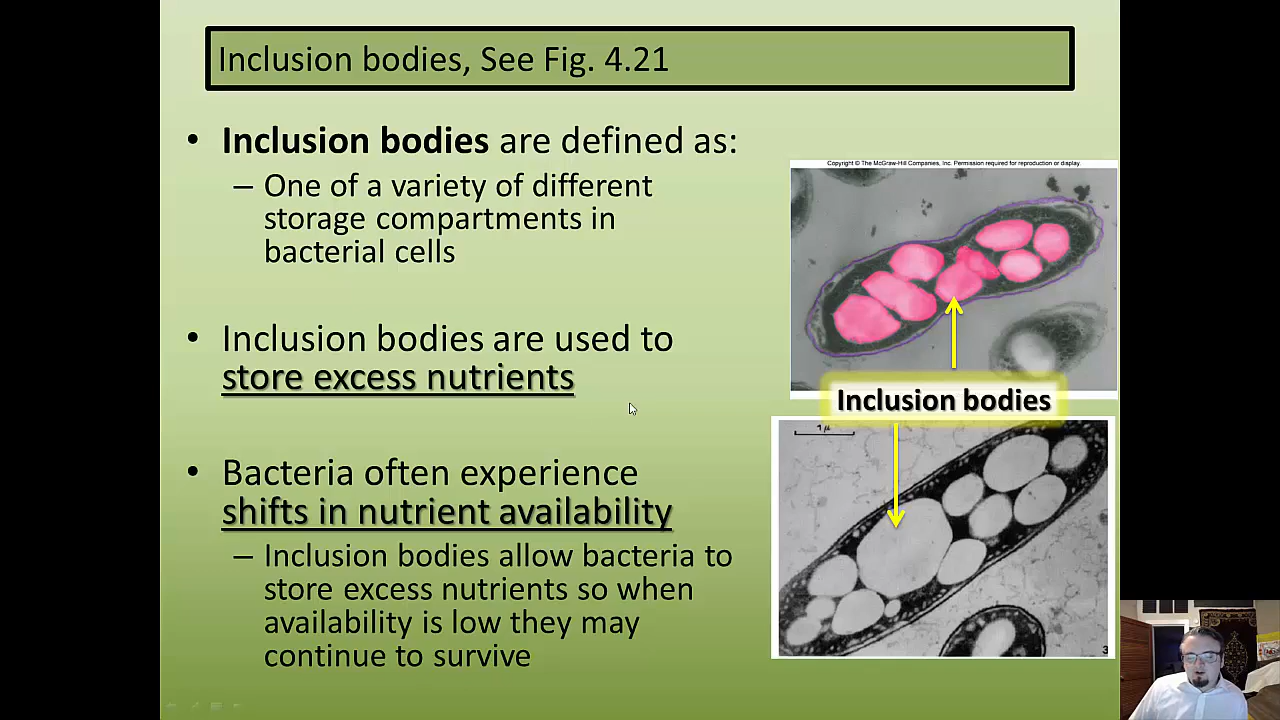 Inclusion bodies, See Fig. 4.21
• Inclusion bodies are defined as:
– One of a variety of different
storage compartments in
bacterial cells
• Inclusion bodies are used to
store excess nutrients
• Bacteria often experience
shifts in nutrient availability
– Inclusion bodies allow bacteria to
store excess nutrients so when
availability is low they may
continue to survive
Copyright © The McGraw-Hill Companies, Inc. Permission required for reproduction or display.
Inclusion bodies
1 μ
3